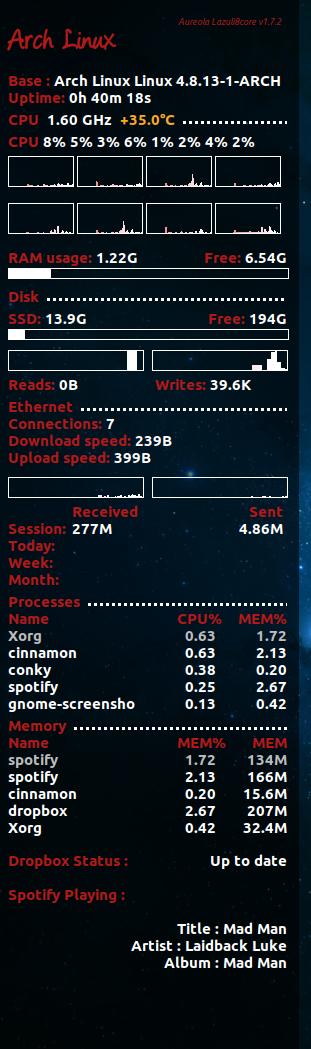 Aureola Lazuli8core v1.7.2
Arch Linux
Base : Arch Linux Linux 4.8.13-1-ARCH
Uptime: 0h 40m 18s
CPU 1.60 GHz +35.0°C
CPU 8% 5% 3% 6% 1% 2% 4% 2%
RAM usage: 1.22G Free: 6.54G
Disk
SSD: 13.9G Free: 194G
Reads: 0B Writes: 39.6K
Ethernet
Connections: 7
Download speed: 239B
Upload speed: 399B
Received Sent
Session: 277M 4.86M
Today:
Week:
Month:
Processes
Name CPU% MEM%
Xorg 0.63 1.72
cinnamon 0.63 2.13
conky 0.38 0.20
spotify 0.25 2.67
gnome-screensho 0.13 0.42
Memory
Name MEM% MEM
spotify 1.72 134M
spotify 2.13 166M
cinnamon 0.20 15.6M
dropbox 2.67 207M
Xorg 0.42 32.4M
Dropbox Status : Up to date
Spotify Playing :
Title : Mad Man
Artist : Laidback Luke
Album : Mad Man